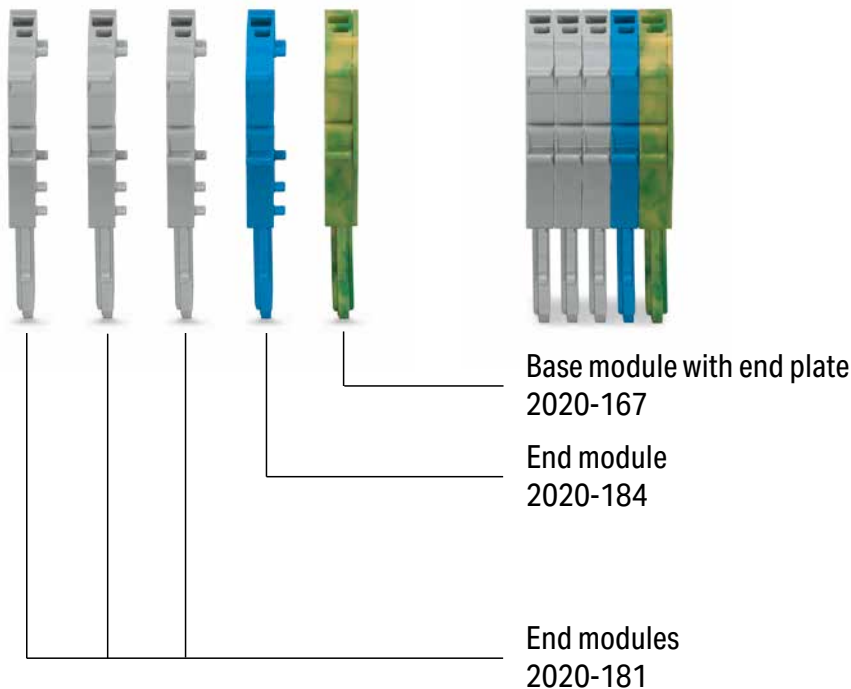 Base module with end plate
2020-167
End module
2020-184
End modules
2020-181